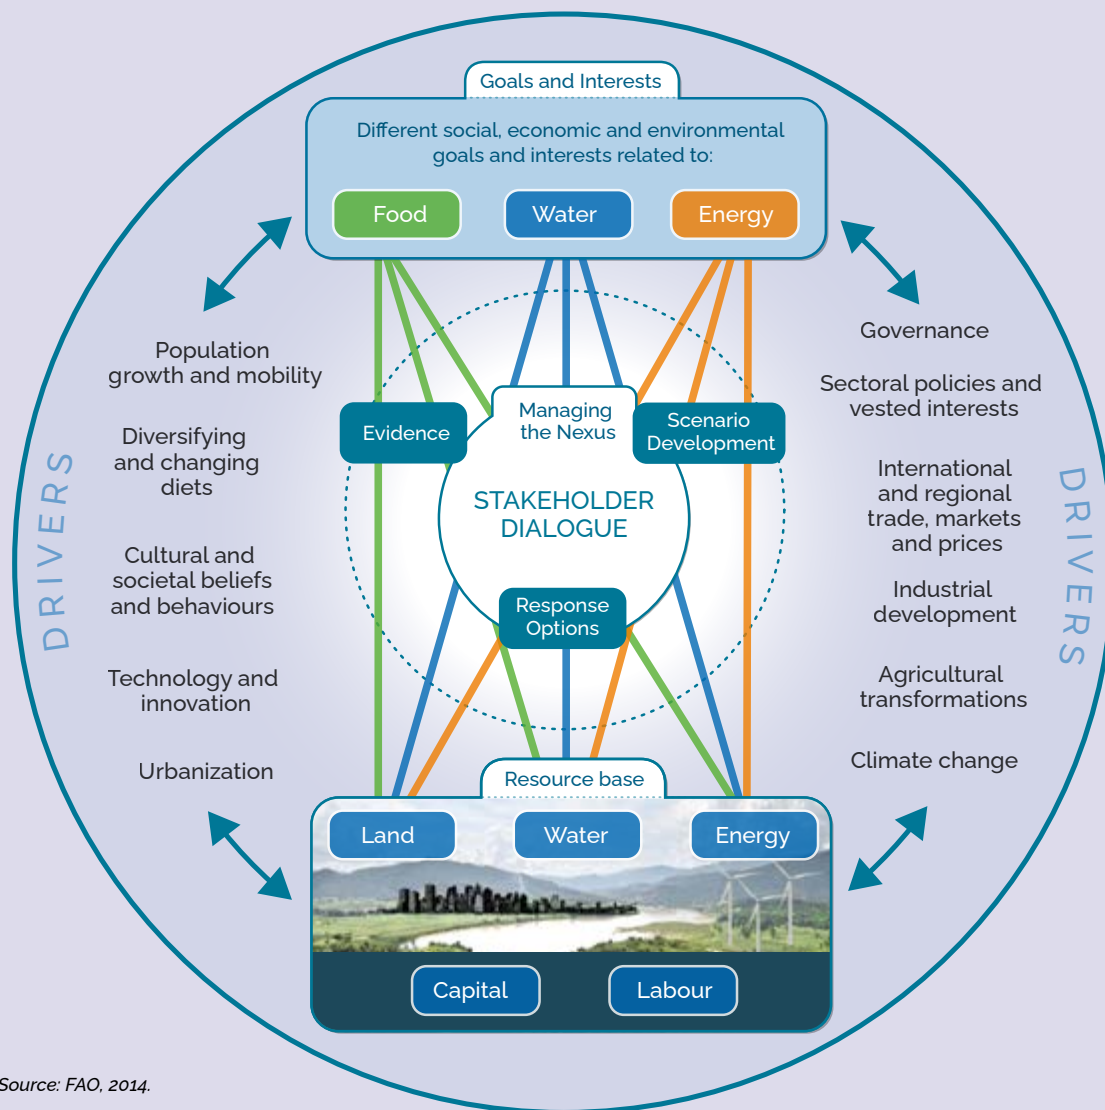 Goals and Interests
Different social, economic and environmental
goals and interests related to:
Food
Water
Energy
DRIVERS
Population
growth and mobility
Diversifying
and changing
diets
Cultural and
societal beliefs
and behaviours
Technology and
innovation
Urbanization
Evidence
Managing
the Nexus
Scenario
Development
STAKEHOLDER
DIALOGUE
Response
Options
Governance
Sectoral policies and
vested interests
International
and regional
trade, markets
and prices
Industrial
development
Agricultural
transformations
Climate change
DRIVERS
Resource base
Land
Water
Energy
Capital
Labour
Source: FAO, 2014.